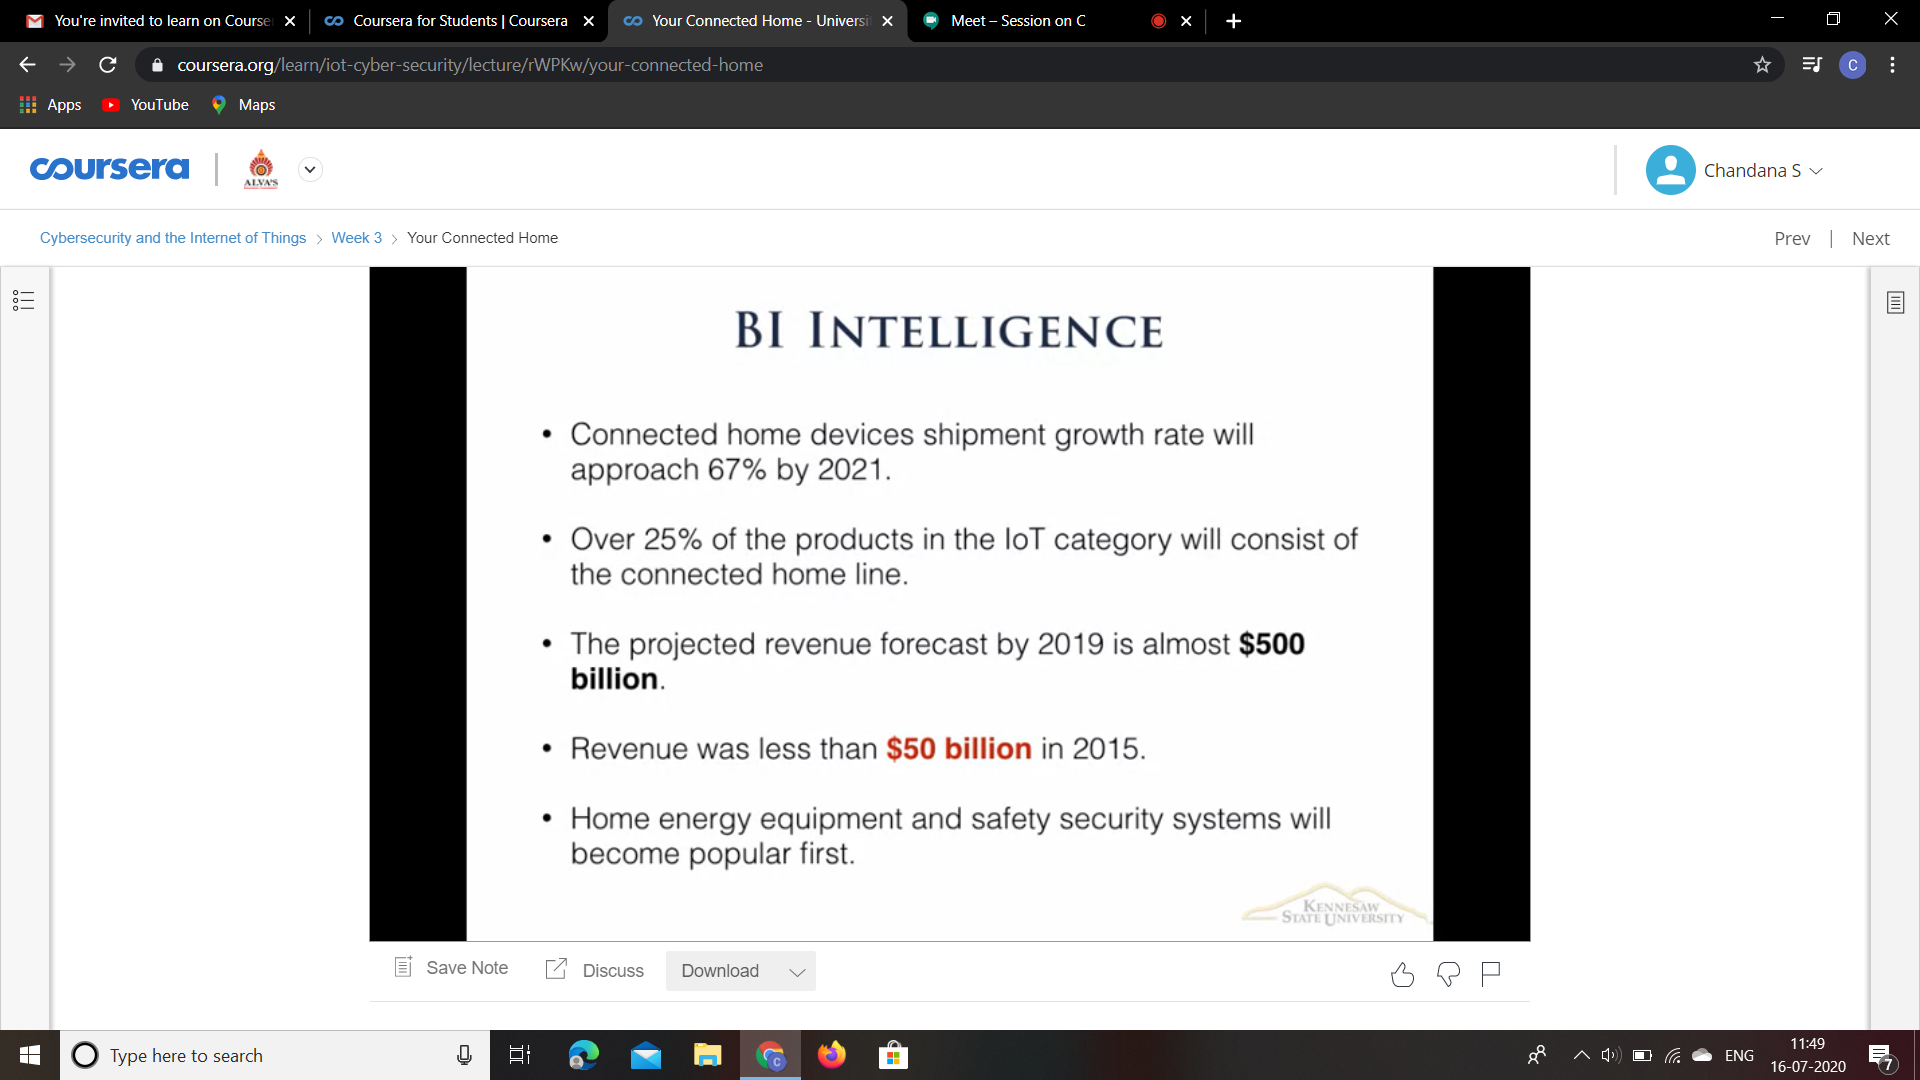 You're invited to learn on Course
Coursera for Students | Coursera
Your Connected Home - Universi
Meet – Session on C
coursera.org/learn/iot-cyber-security/lecture/rWPKw/your-connected-home
C
Apps
YouTube
Maps
coursera
ALVA'S
Chandana S
Cybersecurity and the Internet of Things > Week 3 > Your Connected Home
Prev | Next
BI INTELLIGENCE
• Connected home devices shipment growth rate will
approach 67% by 2021.
• Over 25% of the products in the IoT category will consist of
the connected home line.
• The projected revenue forecast by 2019 is almost $500
billion.
• Revenue was less than $50 billion in 2015.
• Home energy equipment and safety security systems will
become popular first.
KENNESAW
STATE UNIVERSITY
Save Note
Discuss
Download
Type here to search
C
ENG
11:49
16-07-2020
7